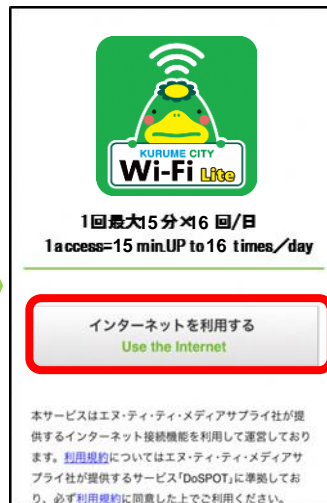 KURUME CITY
Wi-Fi Lite
1回最大15分×16 回/日
1access=15 min.UP to 16 times／day
インターネットを利用する
Use the Internet
本サービスはエヌ・ティ・ティ・メディアサプライ社が提
供するインターネット接続機能を利用して運営しており
ます。利用規約についてはエヌ・ティ・ティ・メディアサ
プライ社が提供するサービス「DoSPOT」に準拠してお
り、必ず利用規約に同意した上でご利用ください。